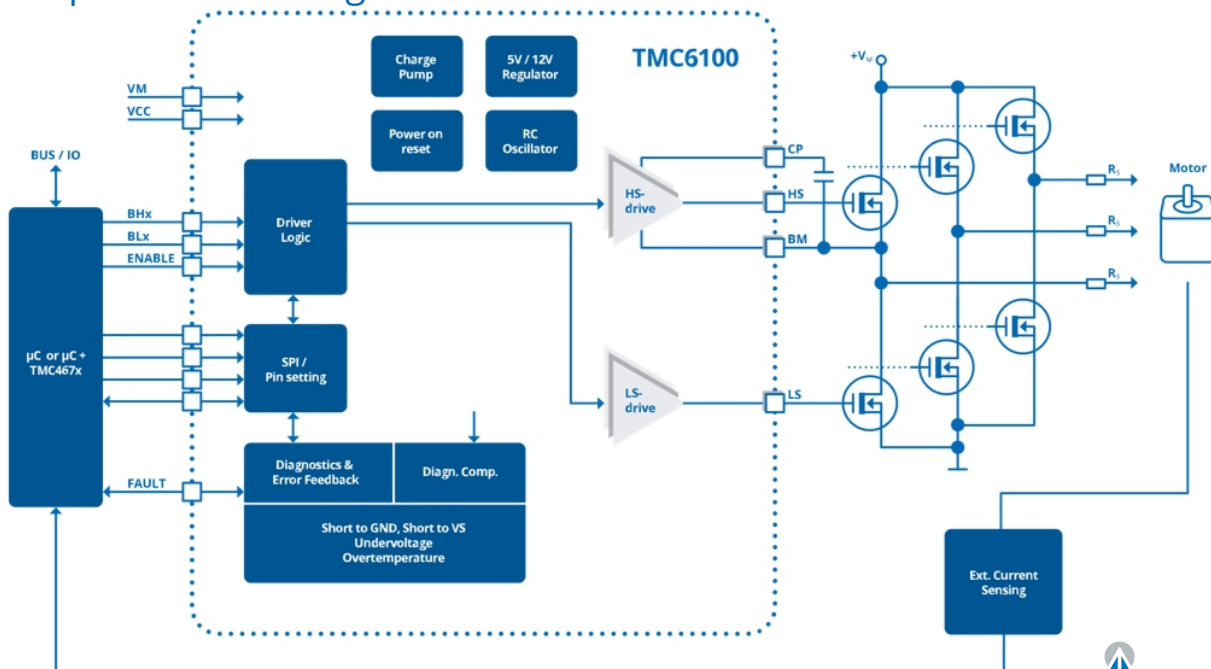 TMC6100
Charge
Pump
5V / 12V
Regulator
Power on
reset
RC
Oscillator
VM
VCC
BUS / IO
BHx
BLx
ENABLE
Driver
Logic
µC or µC +
TMC467x
SPI /
Pin setting
FAULT
Diagnostics &
Error Feedback
Diagn. Comp.
Short to GND, Short to VS
Undervoltage
Overtemperature
HS-
drive
LS-
drive
CP
HS
BM
LS
+VM
RS
RS
RS
Motor
Ext. Current
Sensing